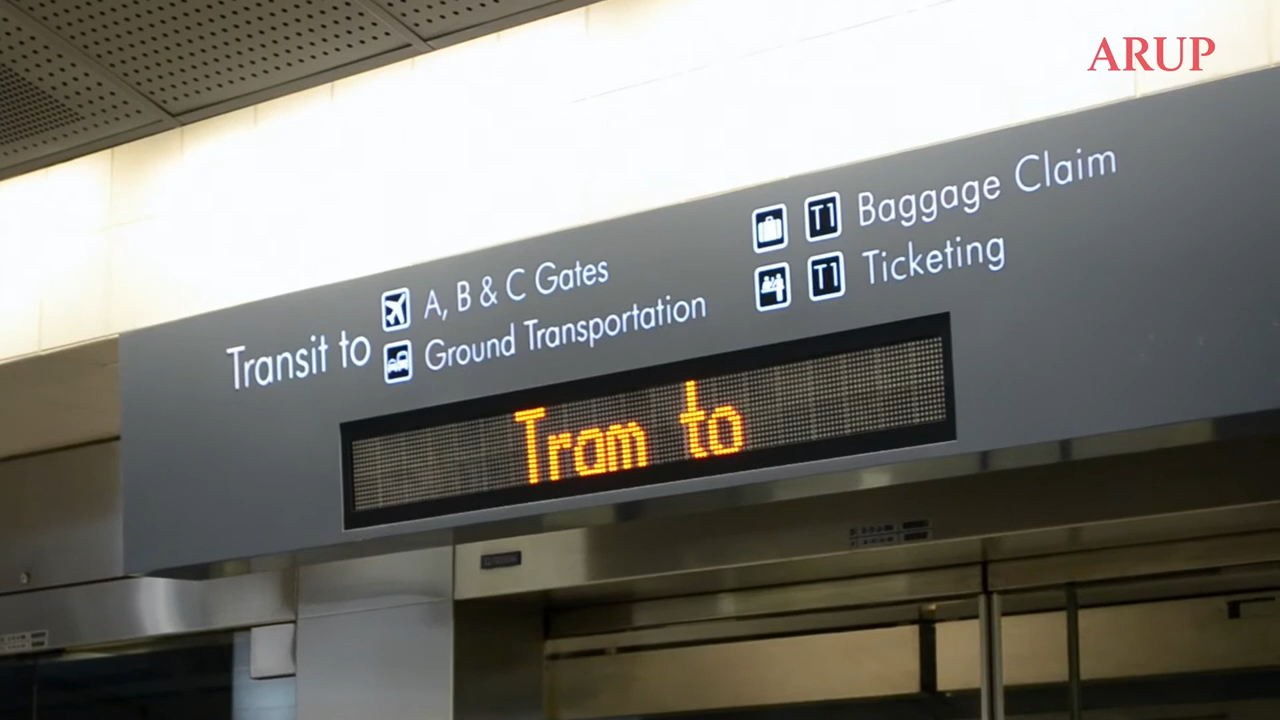 ARUP
Transit to
A, B & C Gates
Ground Transportation
T1 Baggage Claim
T1 Ticketing
Tram to